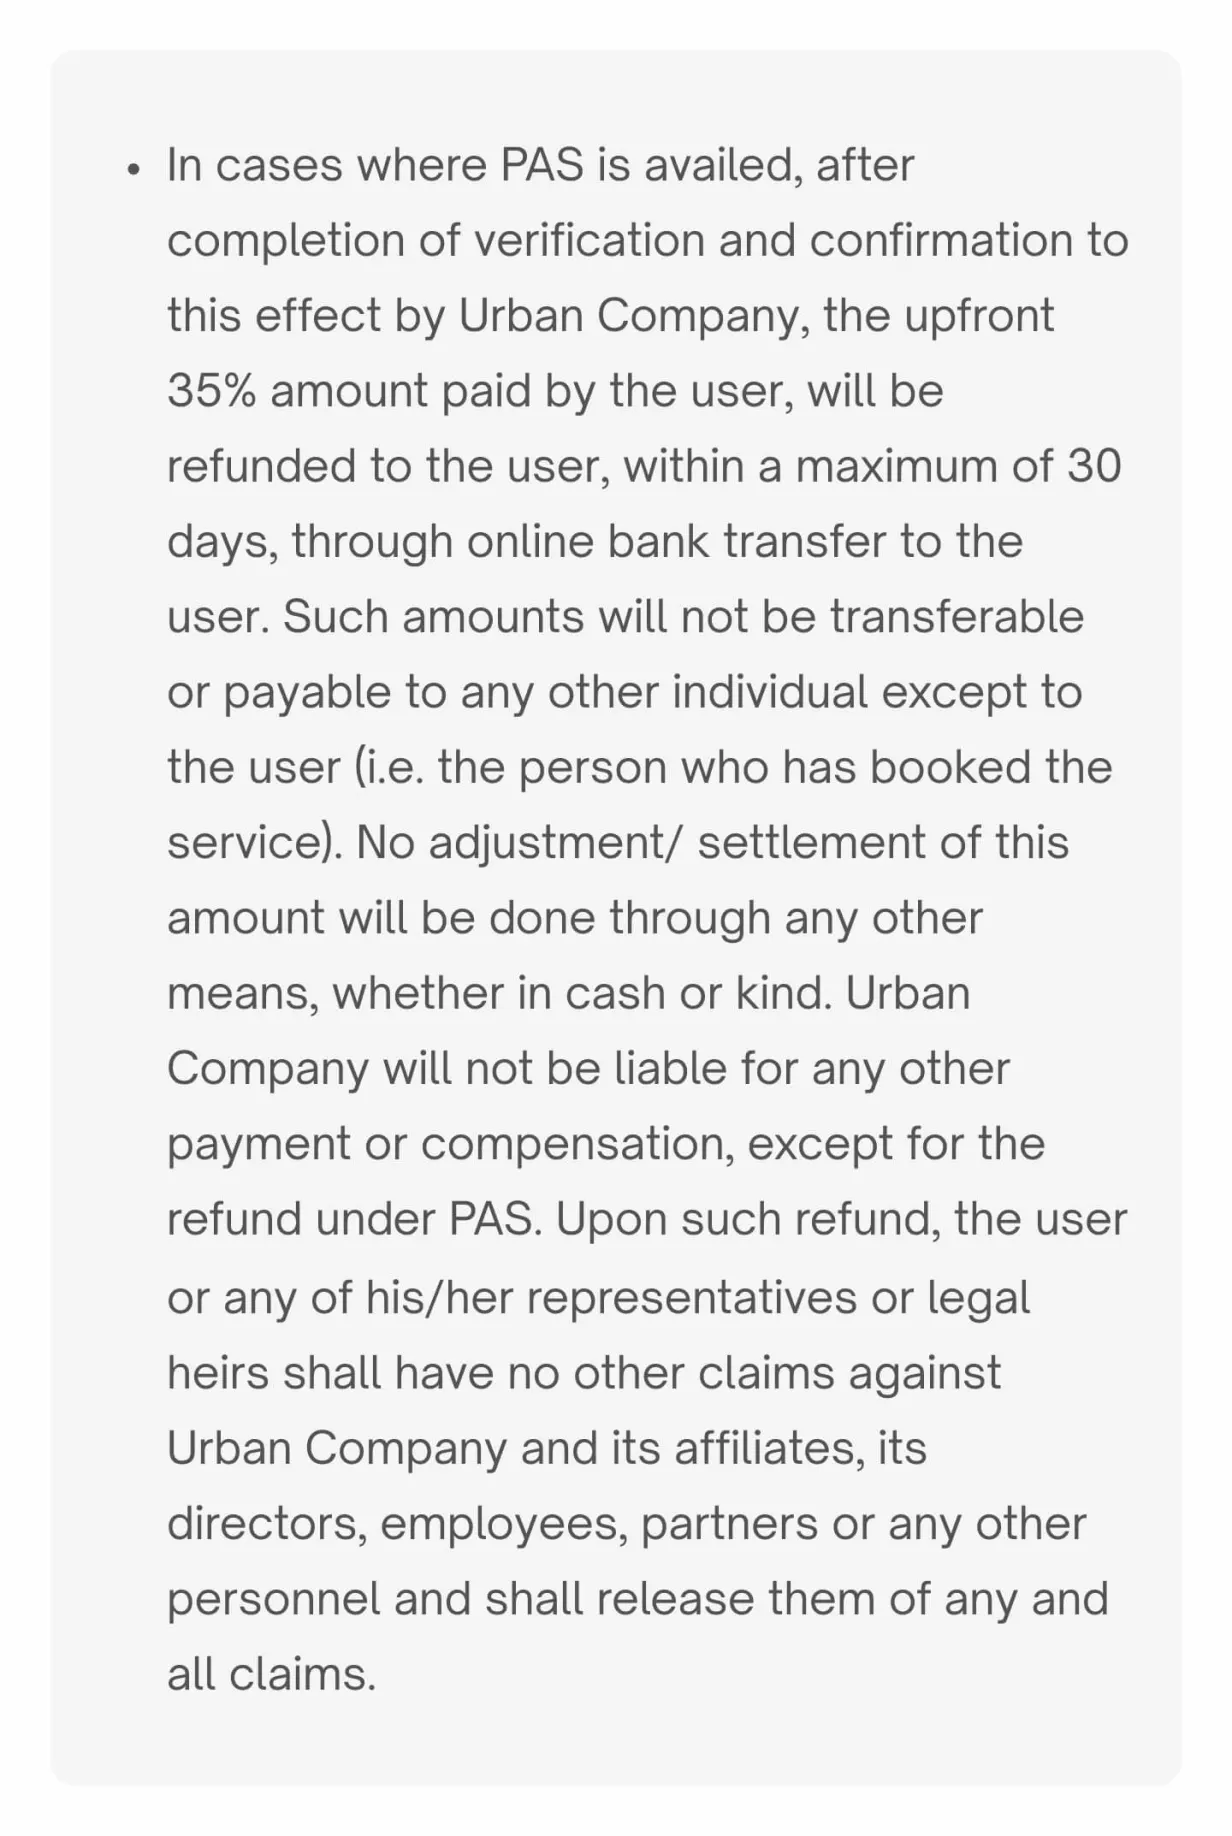 • In cases where PAS is availed, after
completion of verification and confirmation to
this effect by Urban Company, the upfront
35% amount paid by the user, will be
refunded to the user, within a maximum of 30
days, through online bank transfer to the
user. Such amounts will not be transferable
or payable to any other individual except to
the user (i.e. the person who has booked the
service). No adjustment/ settlement of this
amount will be done through any other
means, whether in cash or kind. Urban
Company will not be liable for any other
payment or compensation, except for the
refund under PAS. Upon such refund, the user
or any of his/her representatives or legal
heirs shall have no other claims against
Urban Company and its affiliates, its
directors, employees, partners or any other
personnel and shall release them of any and
all claims.